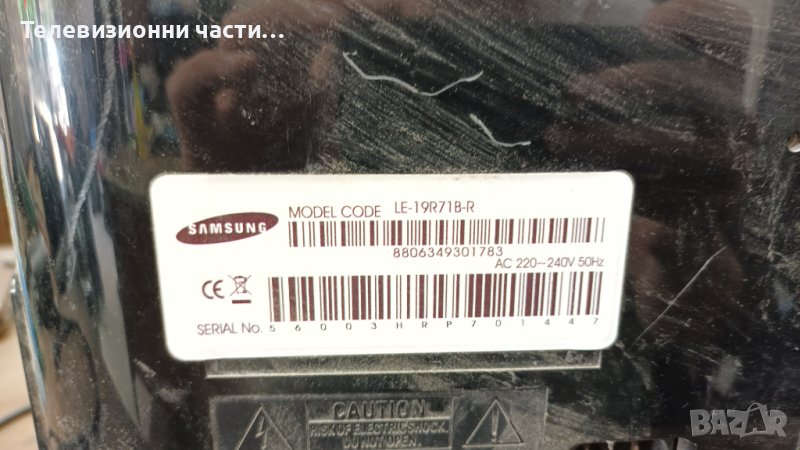 Телевизионни части...
SAMSUNG
MODEL CODE LE-19R71B-R
8806349301783
AC 220~240V 50Hz
CE
SERIAL No. 56003HRP701447
CAUTION
RISK OF ELECTRIC SHOCK
DO NOT OPEN.
BAZAR